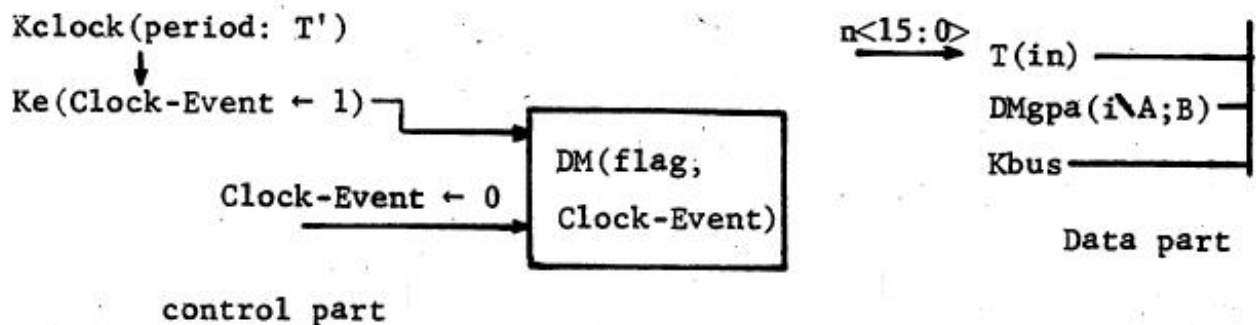 Kclock(period: T')
Ke(Clock-Event ← 1)
Clock-Event ← 0
DM(flag,
Clock-Event)
control part
n<15:0>
T(in)
DMgpa(i\A;B)
Kbus
Data part